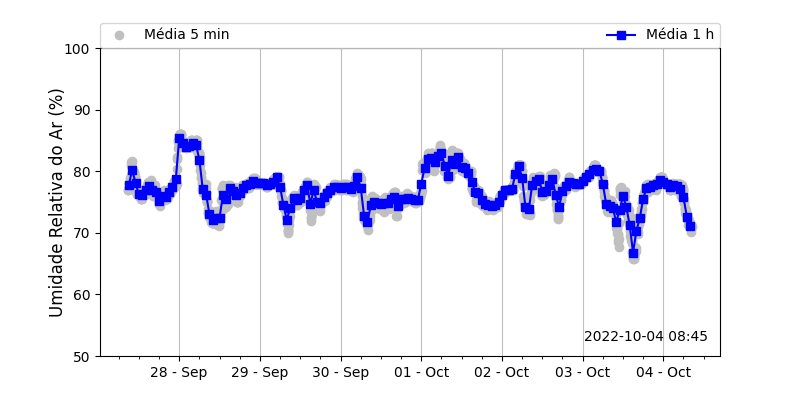 Média 5 min
Média 1 h
Umidade Relativa do Ar (%)
100
90
80
70
60
50
2022-10-04 08:45
28 - Sep
29 - Sep
30 - Sep
01 - Oct
02 - Oct
03 - Oct
04 - Oct